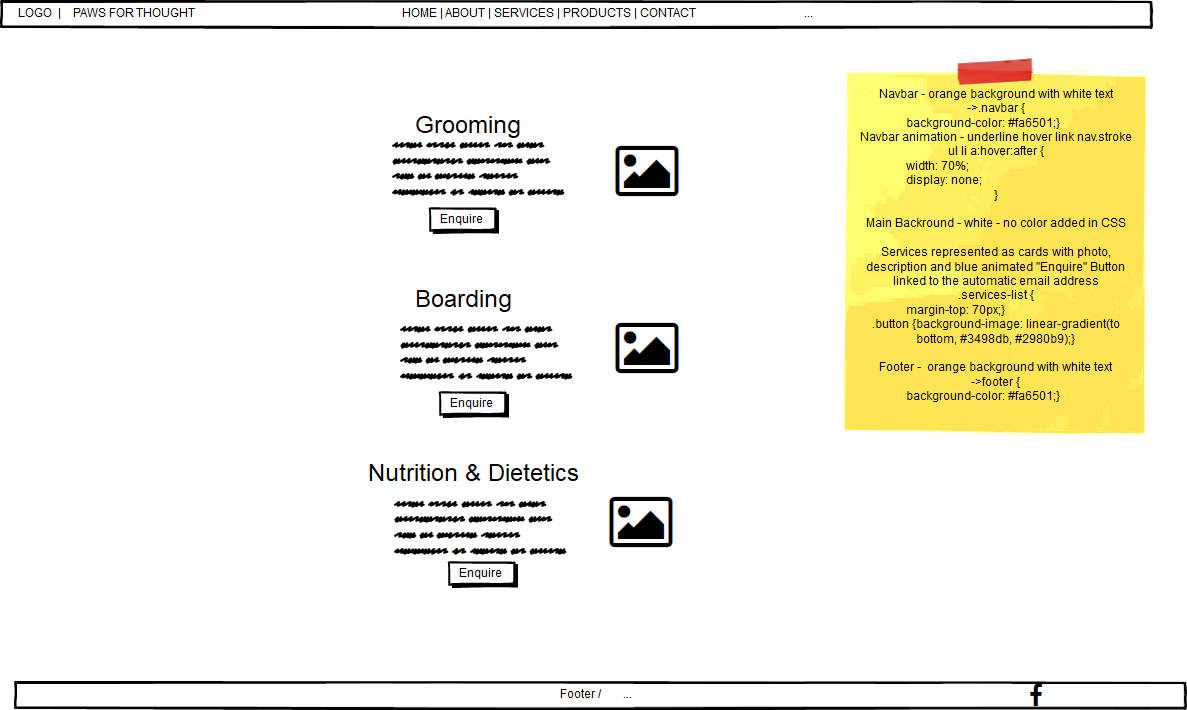 LOGO | PAWS FOR THOUGHT HOME | ABOUT | SERVICES | PRODUCTS | CONTACT ...
Grooming
Enquire
Boarding
Enquire
Nutrition & Dietetics
Enquire
Navbar - orange background with white text
->.navbar {
background-color: #fa6501;}
Navbar animation - underline hover link nav.stroke
ul li a:hover:after {
width: 70%;
display: none;
}
Main Backround - white - no color added in CSS
Services represented as cards with photo,
description and blue animated "Enquire" Button
linked to the automatic email address
.services-list {
margin-top: 70px;}
.button {background-image: linear-gradient(to
bottom, #3498db, #2980b9);}
Footer - orange background with white text
->footer {
background-color: #fa6501;}
Footer / ... f